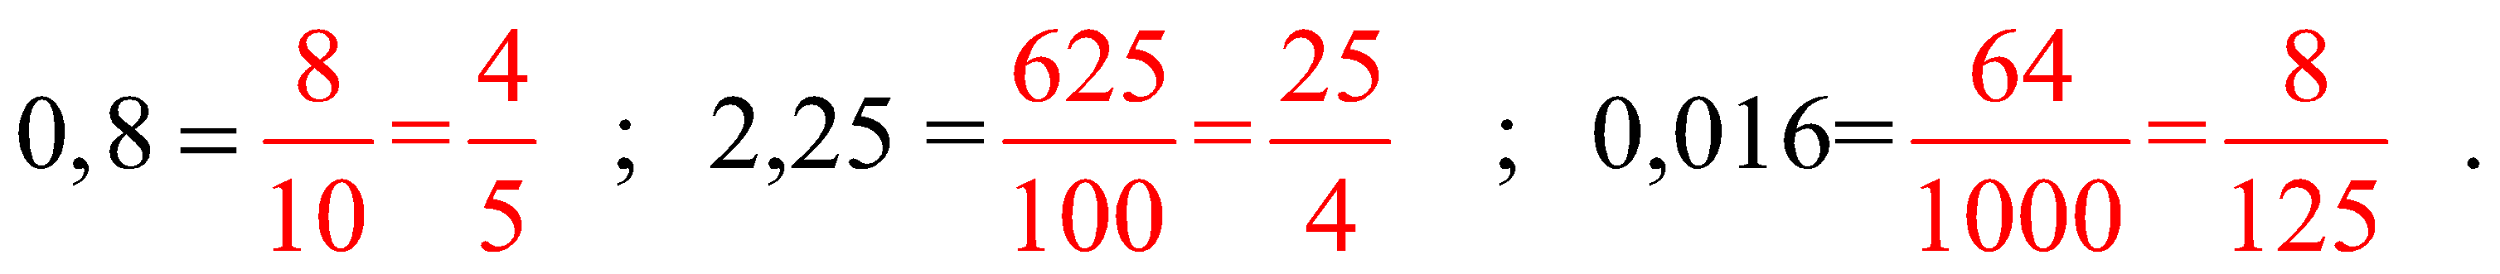 0,8 = 8/10 = 4/5 ; 2,25 = 625/100 = 25/4 ; 0,016= 64/1000 = 8/125 .